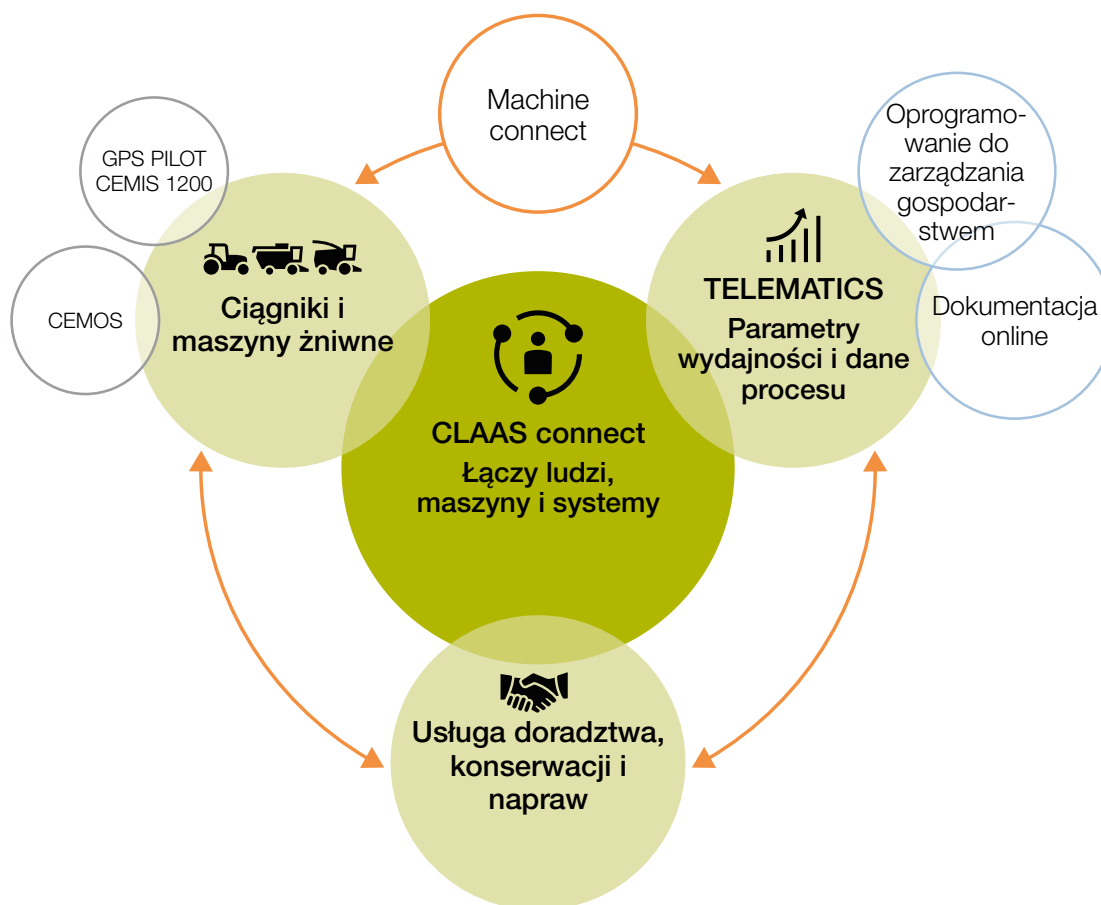 Machine
connect
GPS PILOT
CEMIS 1200
CEMOS
Ciągniki i
maszyny żniwne
Oprogramo-
wanie do
zarządzania
gospodar-
stwem
TELEMATICS
Parametry
wydajności i dane
procesu
Dokumentacja
online
CLAAS connect
Łączy ludzi,
maszyny i systemy
Usługa doradztwa,
konserwacji i
napraw